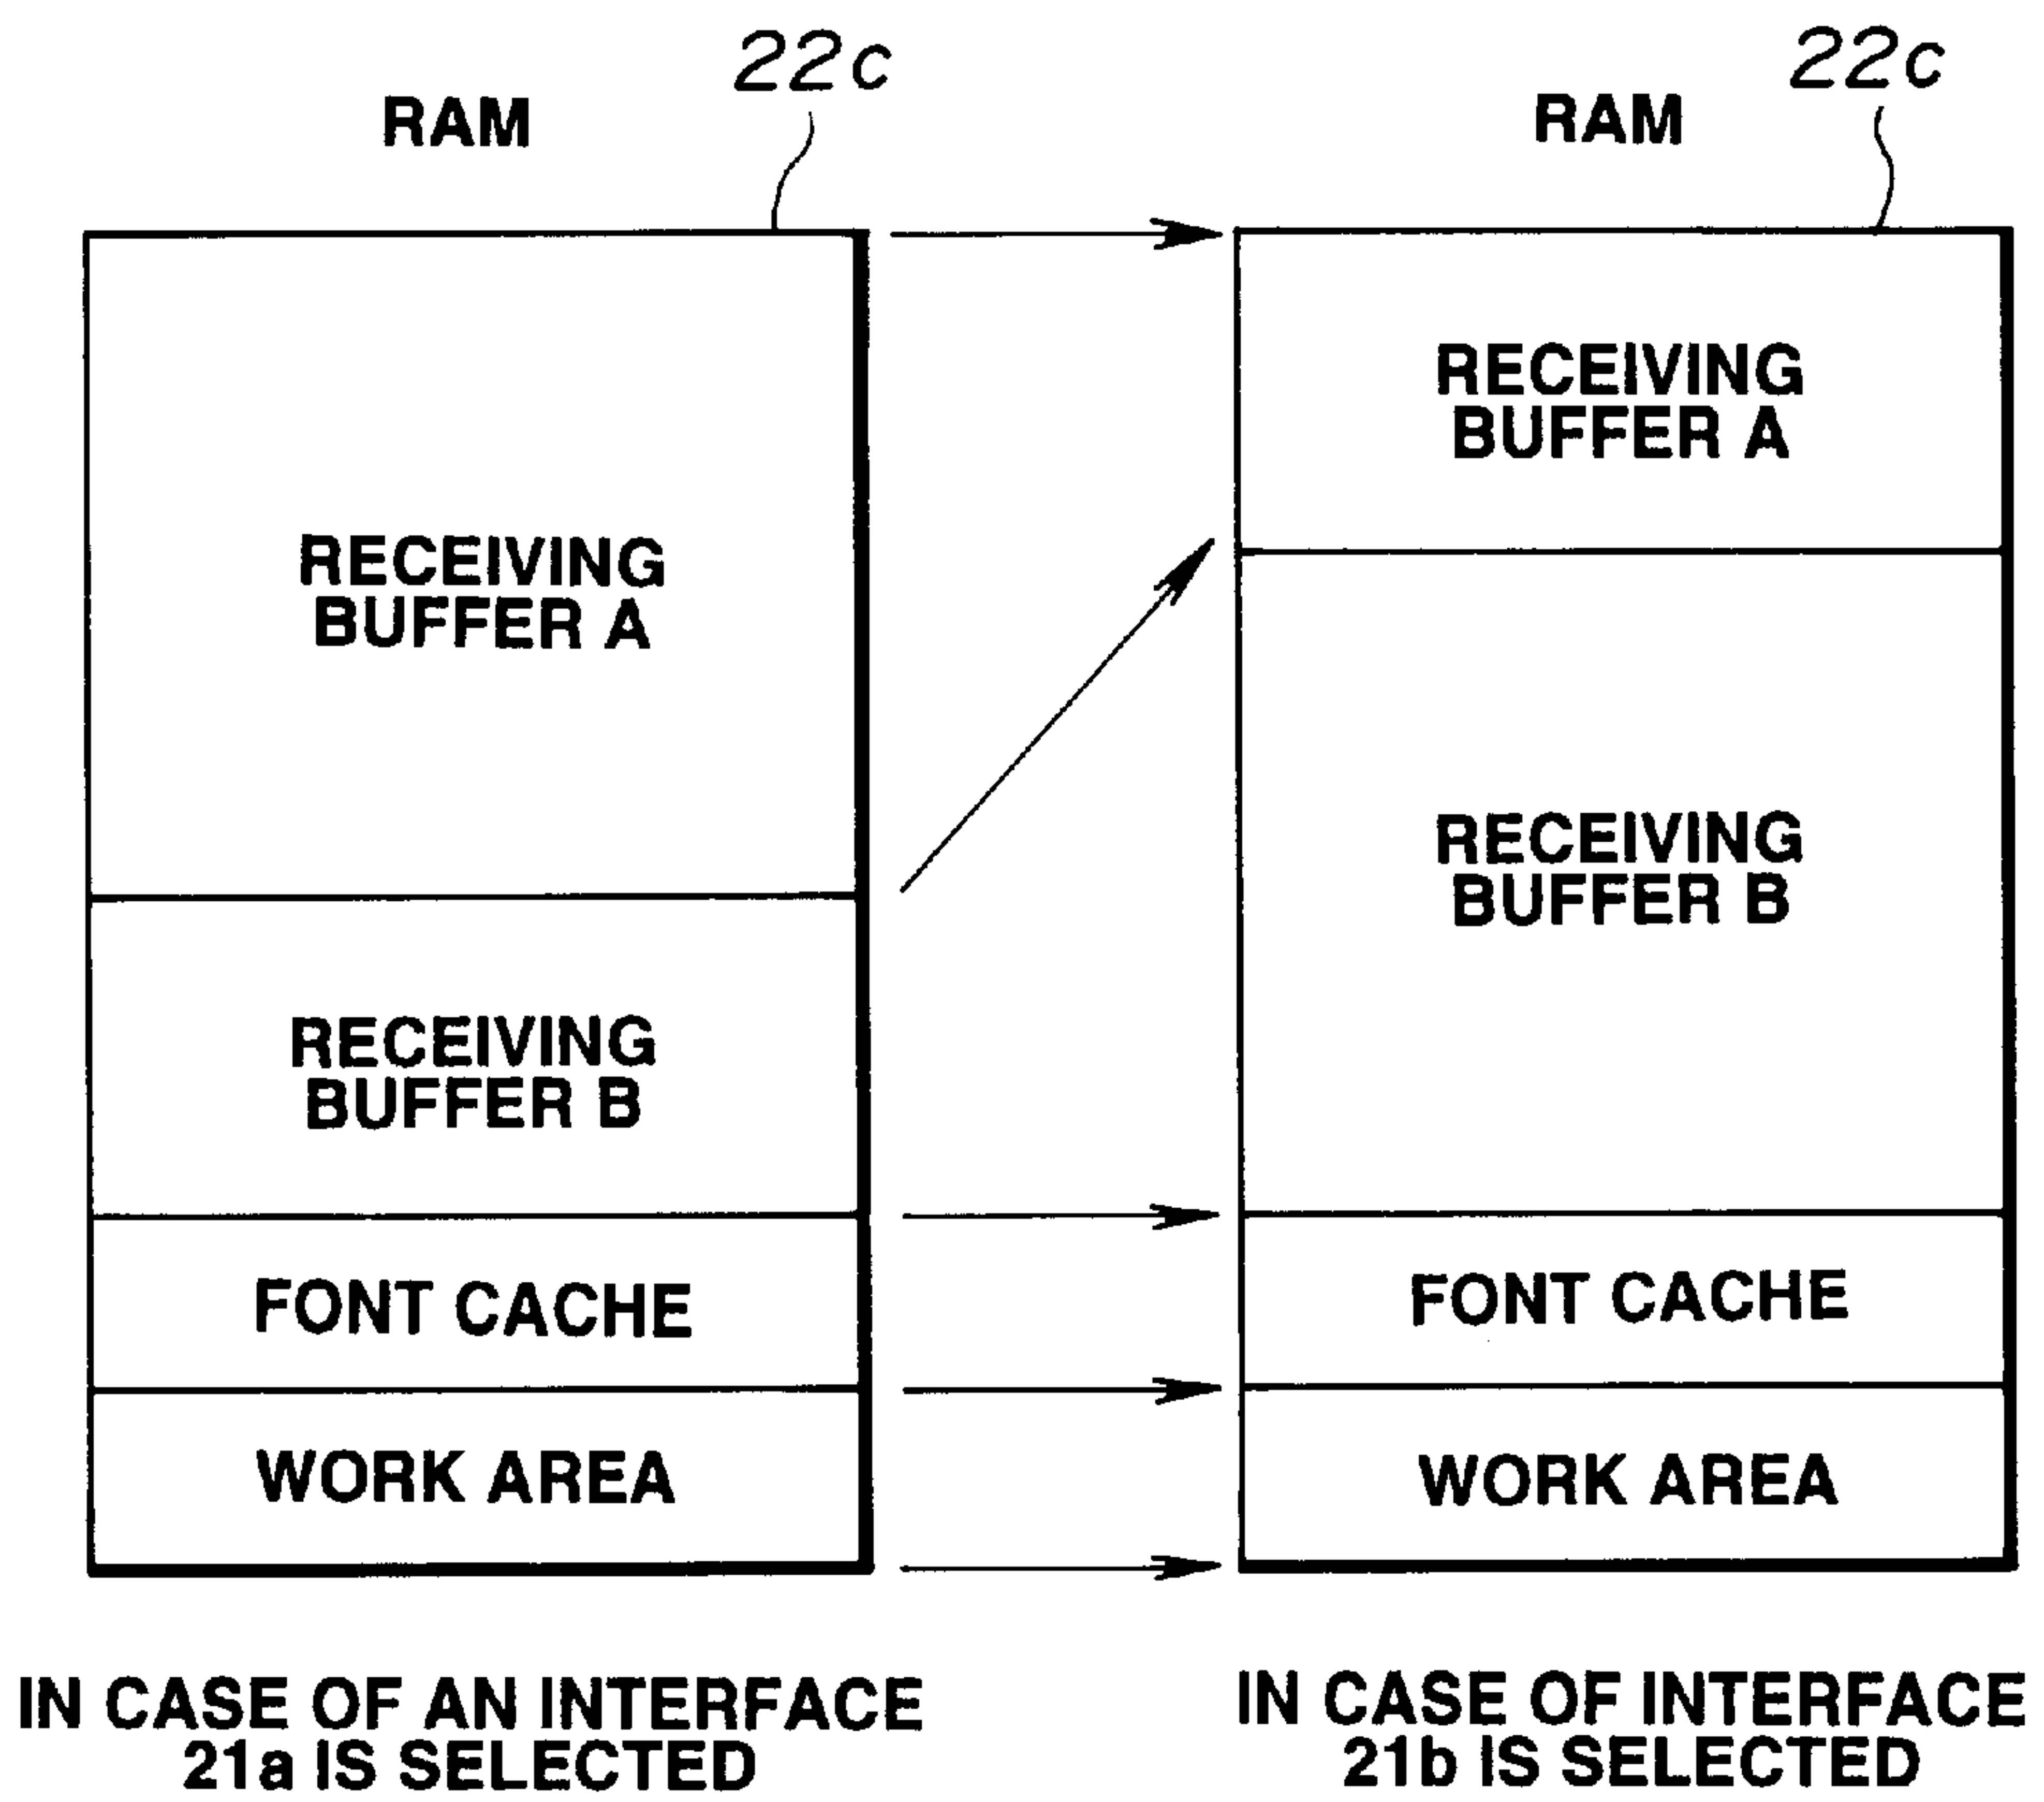 RAM
22c
RECEIVING
BUFFER A
RECEIVING
BUFFER B
FONT CACHE
WORK AREA
IN CASE OF AN INTERFACE
21a IS SELECTED
RAM
22c
RECEIVING
BUFFER A
RECEIVING
BUFFER B
FONT CACHE
WORK AREA
IN CASE OF INTERFACE
21b IS SELECTED